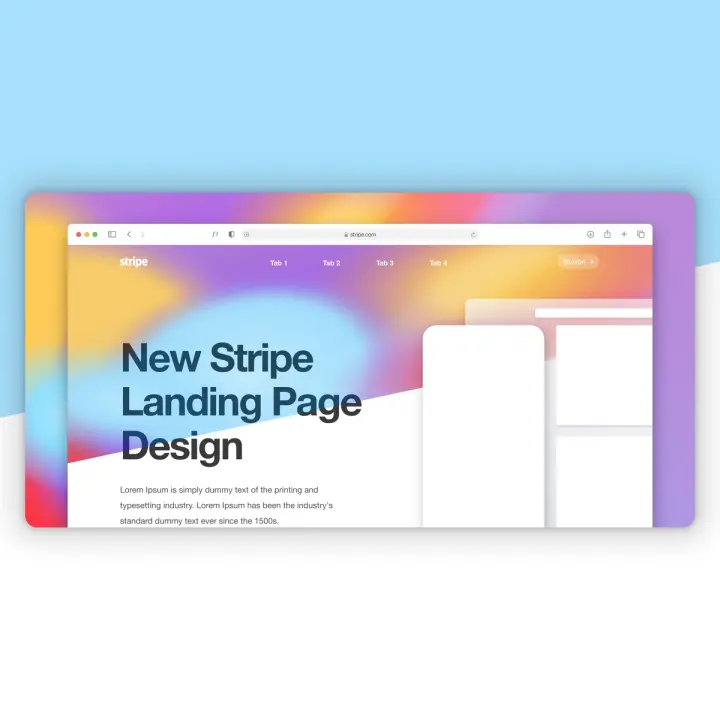 stripe.com
stripe
Tab 1
Tab 2
Tab 3
Tab 4
Button
New Stripe
Landing Page
Design
Lorem Ipsum is simply dummy text of the printing and
typesetting industry. Lorem Ipsum has been the industry's
standard dummy text ever since the 1500s.